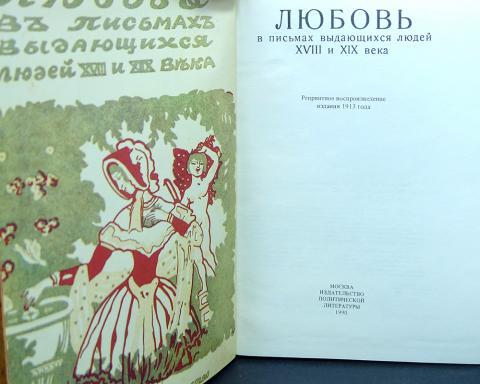 ЛЮБОВЬ
ВЪ ПИСЬМАХЪ
ВЫДАЮЩИХСЯ
ЛЮДЕЙ XVIII И XIX ВѢКА
ЛЮБОВЬ
в письмах выдающихся людей
XVIII и XIX века
Репринтное воспроизведение
издания 1913 года
МОСКВА
ИЗДАТЕЛЬСТВО
ПОЛИТИЧЕСКОЙ
ЛИТЕРАТУРЫ
1990